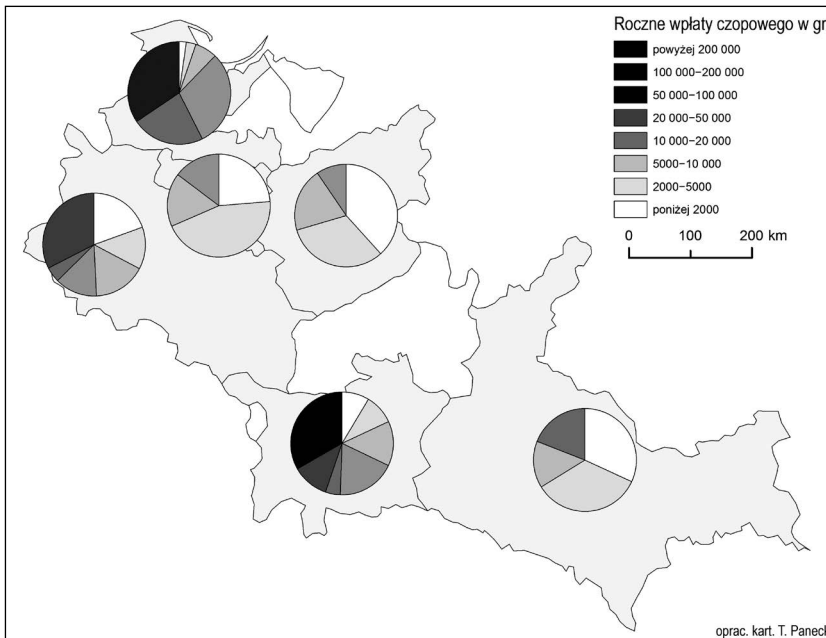 Roczne wpłaty czopowego w gr
powyżej 200 000
100 000–200 000
50 000–100 000
20 000–50 000
10 000–20 000
5000–10 000
2000–5000
poniżej 2000
0 100 200 km
oprac. kart. T. Paneck